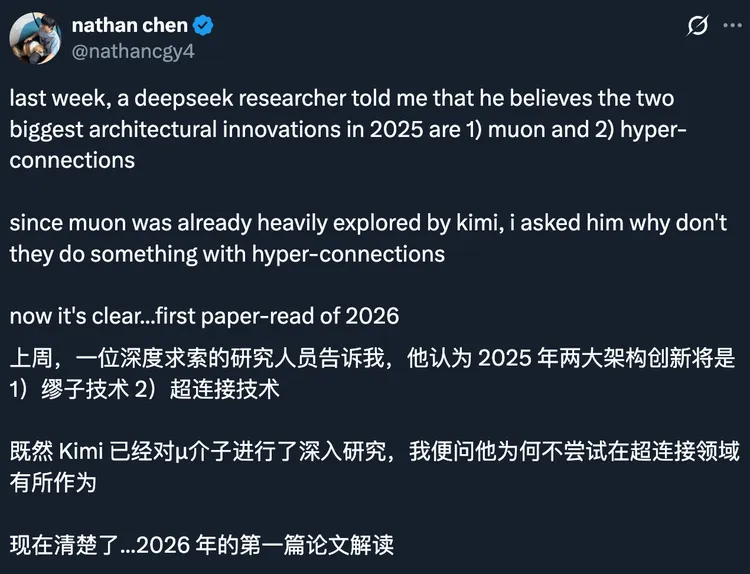 nathan chen
@nathancgy4
last week, a deepseek researcher told me that he believes the two
biggest architectural innovations in 2025 are 1) muon and 2) hyper-
connections
since muon was already heavily explored by kimi, i asked him why don't
they do something with hyper-connections
now it's clear...first paper-read of 2026
上周，一位深度求索的研究人员告诉我，他认为 2025 年两大架构创新将是
1）缪子技术 2）超连接技术
既然 Kimi 已经对μ介子进行了深入研究，我便问他为何不尝试在超连接领域
有所作为
现在清楚了...2026 年的第一篇论文解读